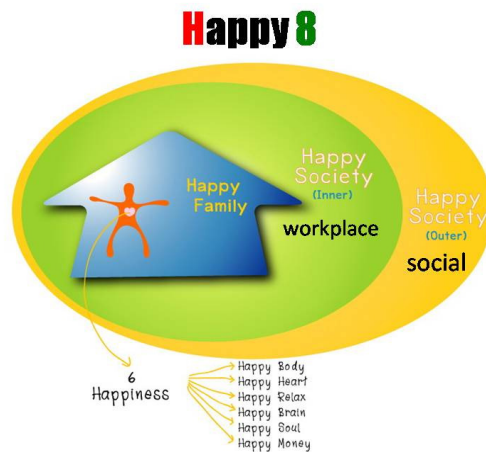 Happy 8
Happy
Family
Happy
Society
(Inner)
workplace
Happy
Society
(Outer)
social
6
Happiness
Happy Body
Happy Heart
Happy Relax
Happy Brain
Happy Soul
Happy Money